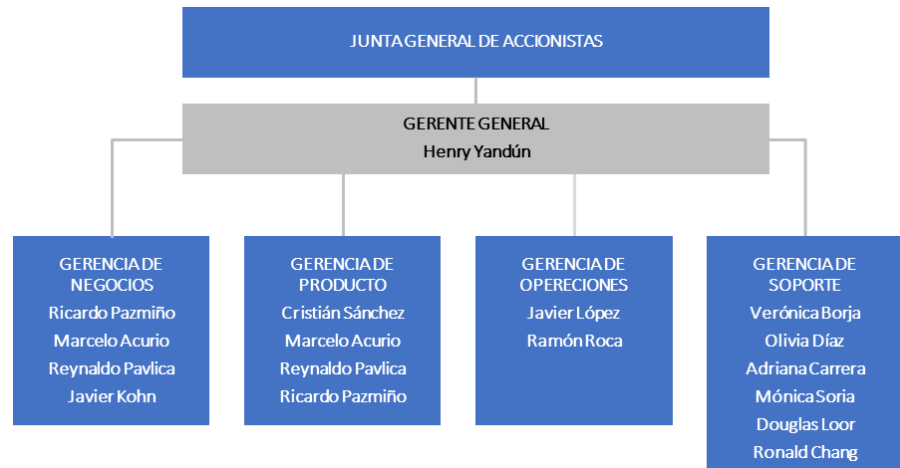 JUNTA GENERAL DE ACCIONISTAS
GERENTE GENERAL
Henry Yandún
GERENCIA DE
NEGOCIOS
Ricardo Pazmiño
Marcelo Acurio
Reynaldo Pavlica
Javier Kohn
GERENCIA DE
PRODUCTO
Cristián Sánchez
Marcelo Acurio
Reynaldo Pavlica
Ricardo Pazmiño
GERENCIA DE
OPERECIONES
Javier López
Ramón Roca
GERENCIA DE
SOPORTE
Verónica Borja
Olivia Díaz
Adriana Carrera
Mónica Soria
Douglas Loor
Ronald Chang